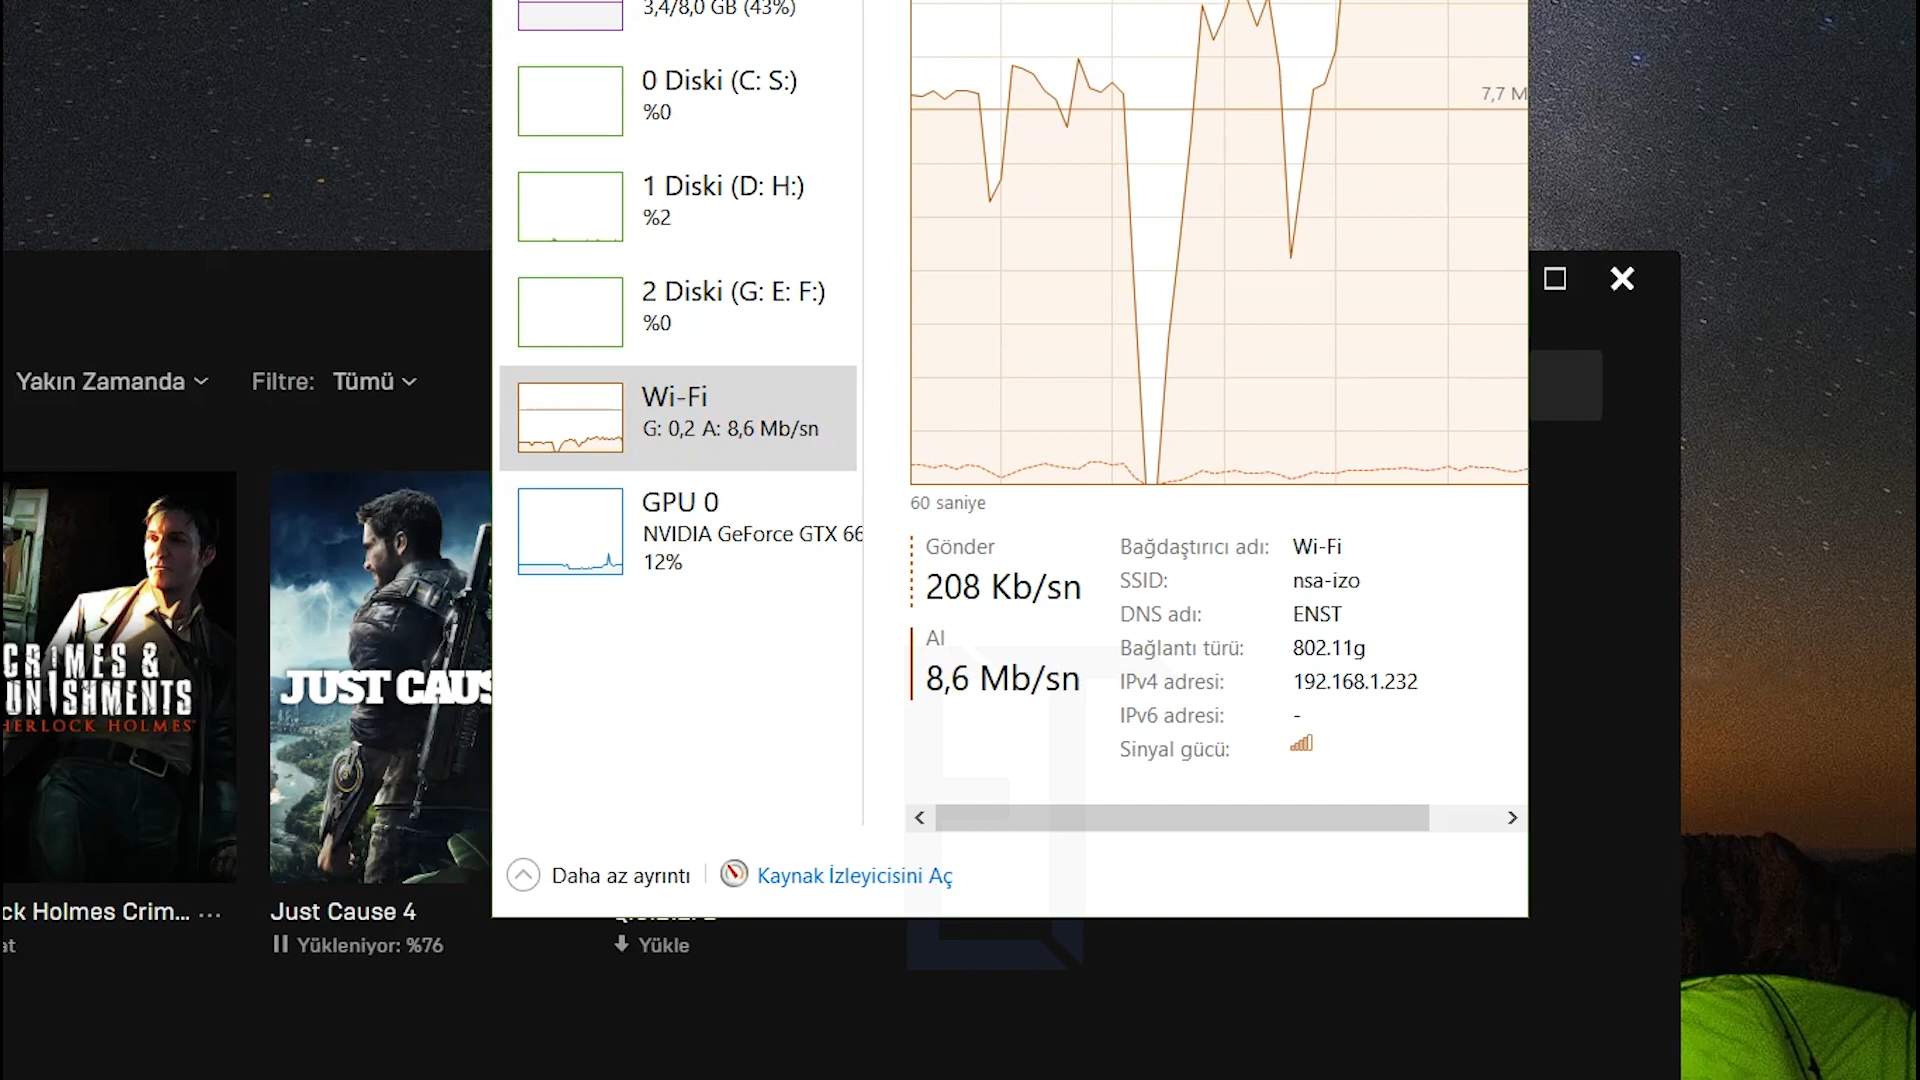 3,4/8,0 GB (43%)
0 Diski (C: S:)
%0
1 Diski (D: H:)
%2
2 Diski (G: E: F:)
%0
Wi-Fi
G: 0,2 A: 8,6 Mb/sn
GPU 0
NVIDIA GeForce GTX 66
12%
7,7 M
60 saniye
Gönder
208 Kb/sn
Al
8,6 Mb/sn
Bağdaştırıcı adı: Wi-Fi
SSID: nsa-izo
DNS adı: ENST
Bağlantı türü: 802.11g
IPv4 adresi: 192.168.1.232
IPv6 adresi: -
Sinyal gücü:
Daha az ayrıntı
Kaynak İzleyicisini Aç
Yakın Zamanda
Filtre: Tümü
CRIMES &
UNISHMENTS
HERLOCK HOLMES
JUST CAUS
ck Holmes Crim... ...
at
Just Cause 4
Yükleniyor: %76
Yükle